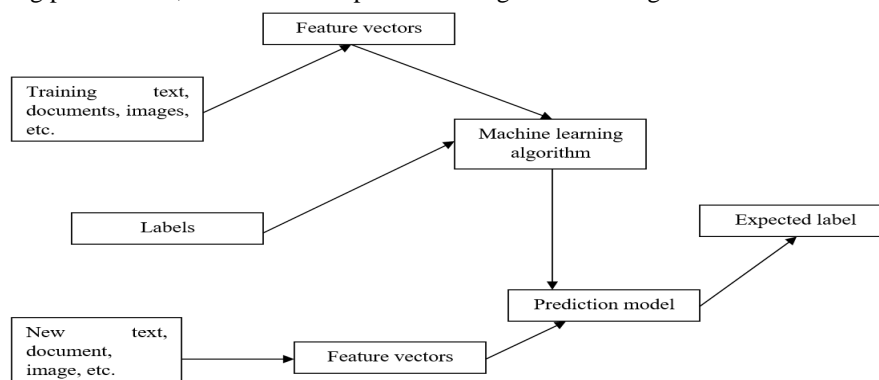 Feature vectors
Training text,
documents, images,
etc.
Machine learning
algorithm
Labels
Expected label
Prediction model
New text,
document,
image, etc.
Feature vectors